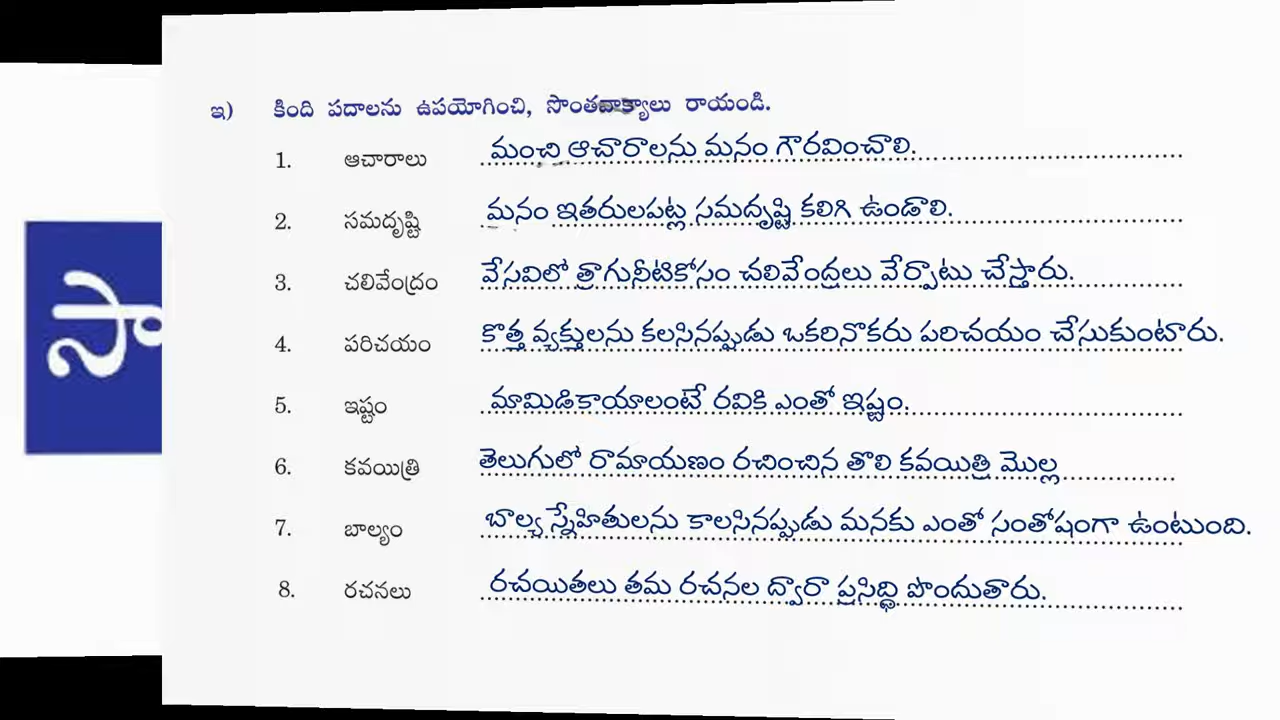 ఇ) కింది పదాలను ఉపయోగించి, సొంతవాక్యాలు రాయండి.
1. ఆచారాలు మంచి ఆచారాలను మనం గౌరవించాలి.
2. సమదృష్టి మనం ఇతరులపట్ల సమదృష్టి కలిగి ఉండాలి.
3. చలివేంద్రం వేసవిలో త్రాగునీటికోసం చలివేంద్రలు వేర్పాటు చేస్తారు.
4. పరిచయం కొత్త వ్యక్తులను కలసినప్పుడు ఒకరినొకరు పరిచయం చేసుకుంటారు.
5. ఇష్టం మామిడికాయాలంటే రవికి ఎంతో ఇష్టం.
6. కవయిత్రి తెలుగులో రామాయణం రచించిన తొలి కవయిత్రి మొల్ల
7. బాల్యం బాల్య స్నేహితులను కాలసినప్పుడు మనకు ఎంతో సంతోషంగా ఉంటుంది.
8. రచనలు రచయితలు తమ రచనల ద్వారా ప్రసిద్ధి పొందుతారు.
సా